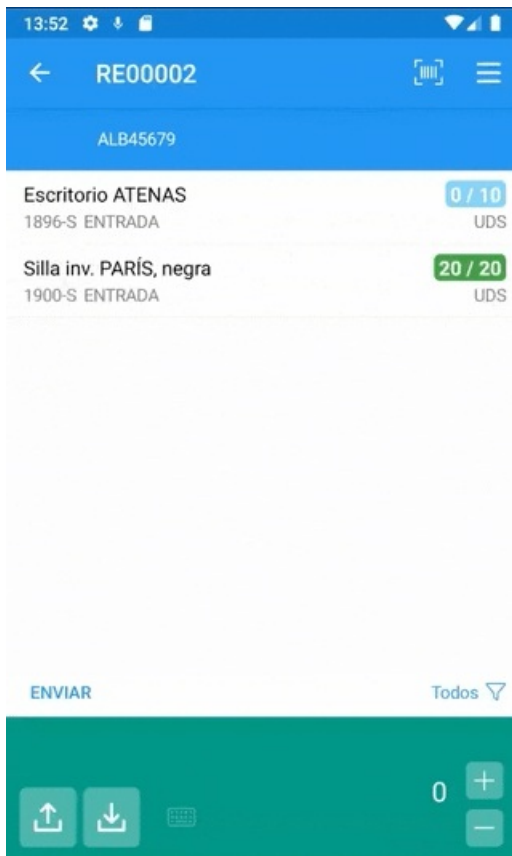 13:52
RE00002
ALB45679
Escritorio ATENAS 0 / 10
1896-S ENTRADA UDS
Silla inv. PARÍS, negra 20 / 20
1900-S ENTRADA UDS
ENVIAR Todos
0